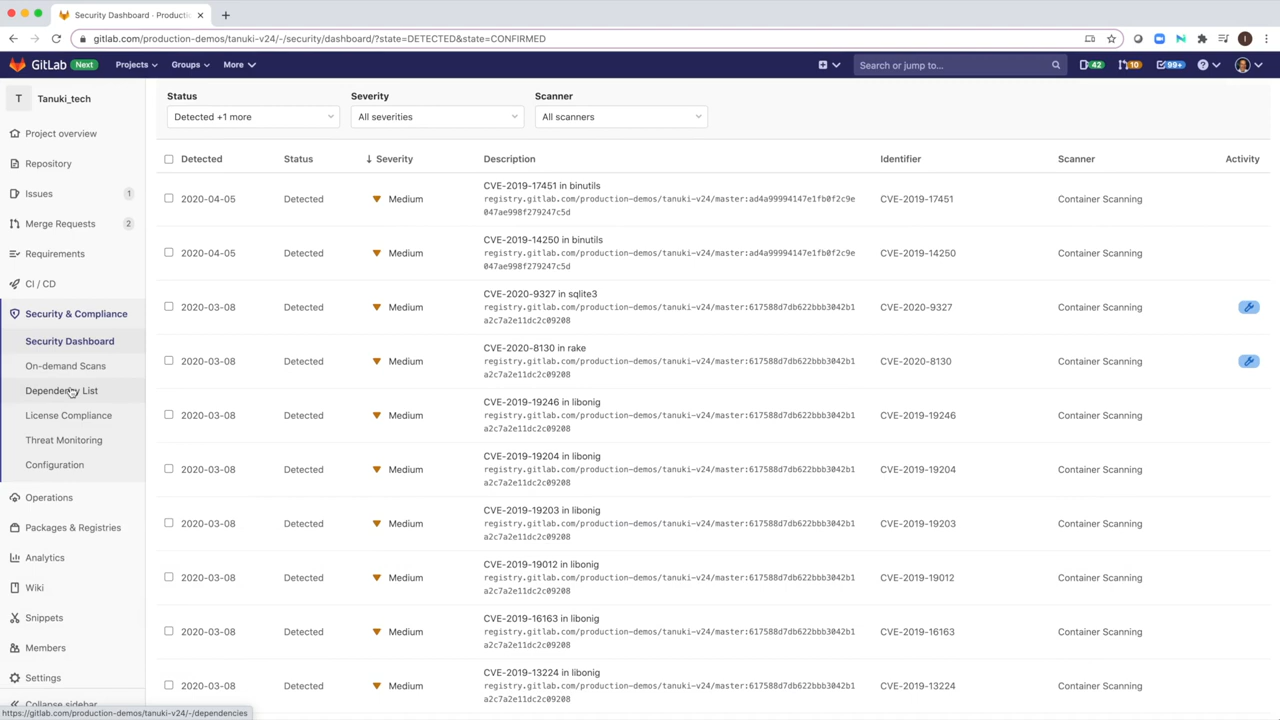 Security Dashboard · Producti
gitlab.com/production-demos/tanuki-v24/-/security/dashboard/?state=DETECTED&state=CONFIRMED
GitLab Next Projects Groups More Search or jump to... 42 10 99+
T Tanuki_tech
Project overview
Repository
Issues 1
Merge Requests 2
Requirements
CI / CD
Security & Compliance
Security Dashboard
On-demand Scans
Dependency List
License Compliance
Threat Monitoring
Configuration
Operations
Packages & Registries
Analytics
Wiki
Snippets
Members
Settings
Collapse sidebar
https://gitlab.com/production-demos/tanuki-v24/-/dependencies
Status Severity Scanner
Detected +1 more All severities All scanners
Detected Status ↓ Severity Description Identifier Scanner Activity
CVE-2019-17451 in binutils
2020-04-05 Detected Medium registry.gitlab.com/production-demos/tanuki-v24/master:ad4a99994147e1fb0f2c9e CVE-2019-17451 Container Scanning
047ae998f279247c5d
CVE-2019-14250 in binutils
2020-04-05 Detected Medium registry.gitlab.com/production-demos/tanuki-v24/master:ad4a99994147e1fb0f2c9e CVE-2019-14250 Container Scanning
047ae998f279247c5d
CVE-2020-9327 in sqlite3
2020-03-08 Detected Medium registry.gitlab.com/production-demos/tanuki-v24/master:617588d7db622bbb3042b1 CVE-2020-9327 Container Scanning
a2c7a2e11dc2c09208
CVE-2020-8130 in rake
2020-03-08 Detected Medium registry.gitlab.com/production-demos/tanuki-v24/master:617588d7db622bbb3042b1 CVE-2020-8130 Container Scanning
a2c7a2e11dc2c09208
CVE-2019-19246 in libonig
2020-03-08 Detected Medium registry.gitlab.com/production-demos/tanuki-v24/master:617588d7db622bbb3042b1 CVE-2019-19246 Container Scanning
a2c7a2e11dc2c09208
CVE-2019-19204 in libonig
2020-03-08 Detected Medium registry.gitlab.com/production-demos/tanuki-v24/master:617588d7db622bbb3042b1 CVE-2019-19204 Container Scanning
a2c7a2e11dc2c09208
CVE-2019-19203 in libonig
2020-03-08 Detected Medium registry.gitlab.com/production-demos/tanuki-v24/master:617588d7db622bbb3042b1 CVE-2019-19203 Container Scanning
a2c7a2e11dc2c09208
CVE-2019-19012 in libonig
2020-03-08 Detected Medium registry.gitlab.com/production-demos/tanuki-v24/master:617588d7db622bbb3042b1 CVE-2019-19012 Container Scanning
a2c7a2e11dc2c09208
CVE-2019-16163 in libonig
2020-03-08 Detected Medium registry.gitlab.com/production-demos/tanuki-v24/master:617588d7db622bbb3042b1 CVE-2019-16163 Container Scanning
a2c7a2e11dc2c09208
CVE-2019-13224 in libonig
2020-03-08 Detected Medium registry.gitlab.com/production-demos/tanuki-v24/master:617588d7db622bbb3042b1 CVE-2019-13224 Container Scanning
a2c7a2e11dc2c09208